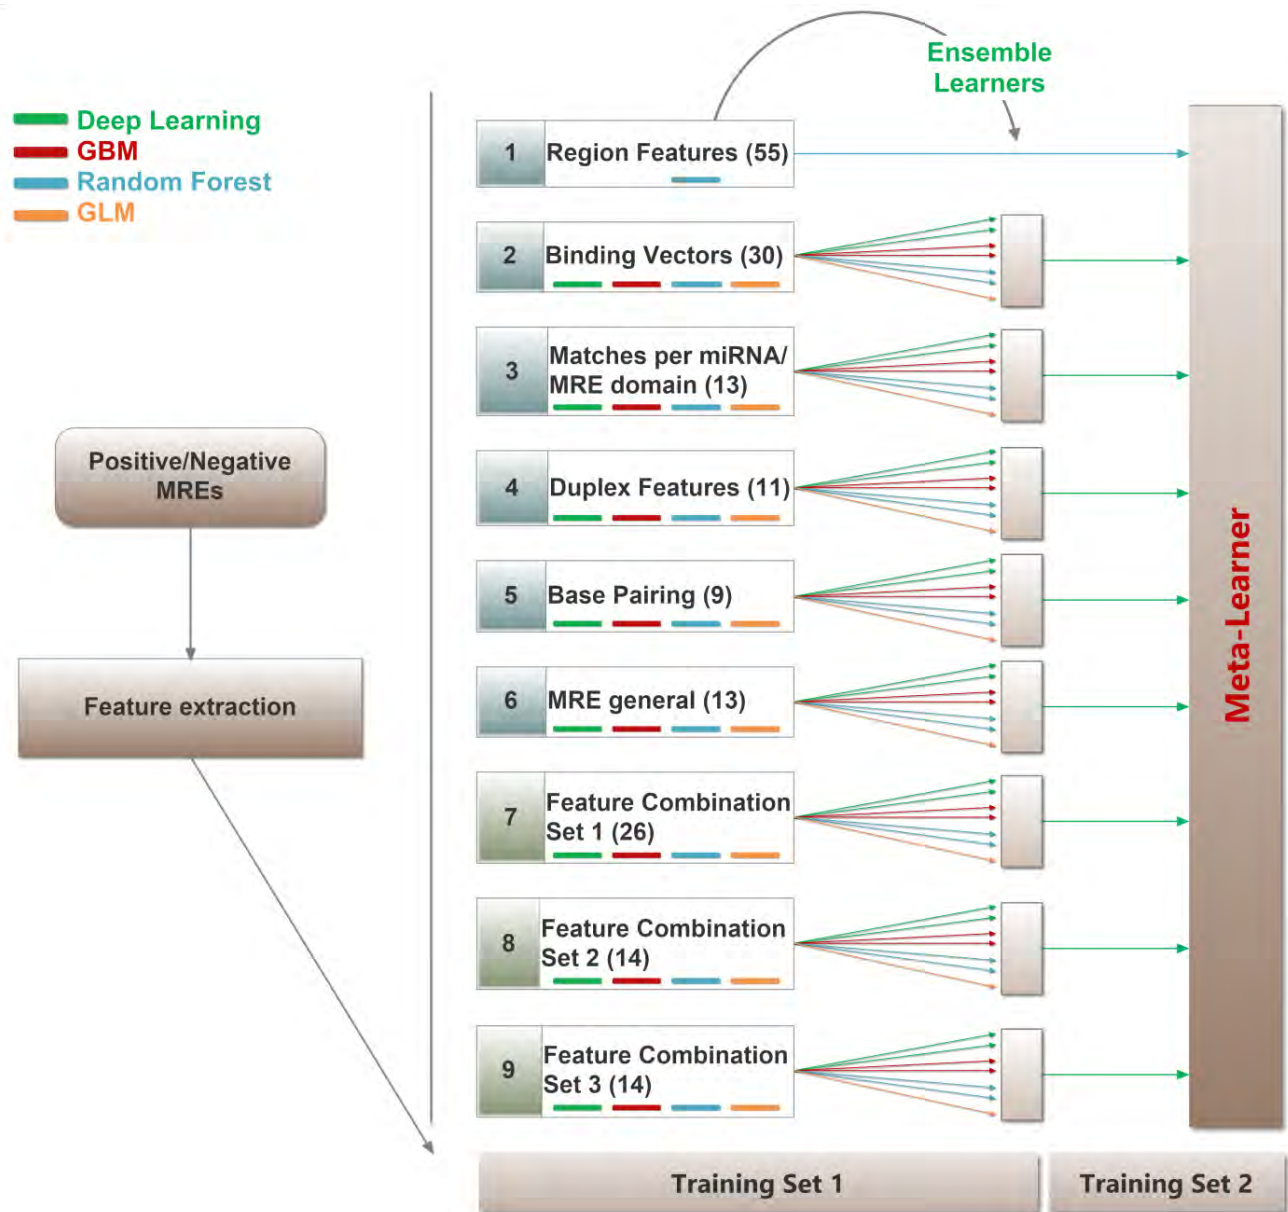 Ensemble
Learners
Deep Learning
GBM
Random Forest
GLM
Positive/Negative
MREs
Feature extraction
1
Region Features (55)
2
Binding Vectors (30)
3
Matches per miRNA/
MRE domain (13)
4
Duplex Features (11)
5
Base Pairing (9)
6
MRE general (13)
7
Feature Combination
Set 1 (26)
8
Feature Combination
Set 2 (14)
9
Feature Combination
Set 3 (14)
Meta-Learner
Training Set 1
Training Set 2